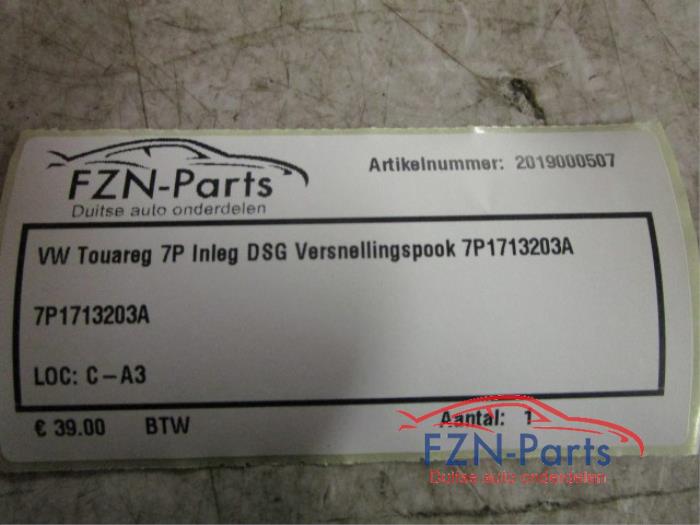 FZN-Parts
Duitse auto onderdelen
Artikelnummer: 2019000507
VW Touareg 7P Inleg DSG Versnellingspook 7P1713203A
7P1713203A
LOC: C-A3
€ 39.00 BTW Aantal: 1
FZN-Parts
Duitse auto onderdelen